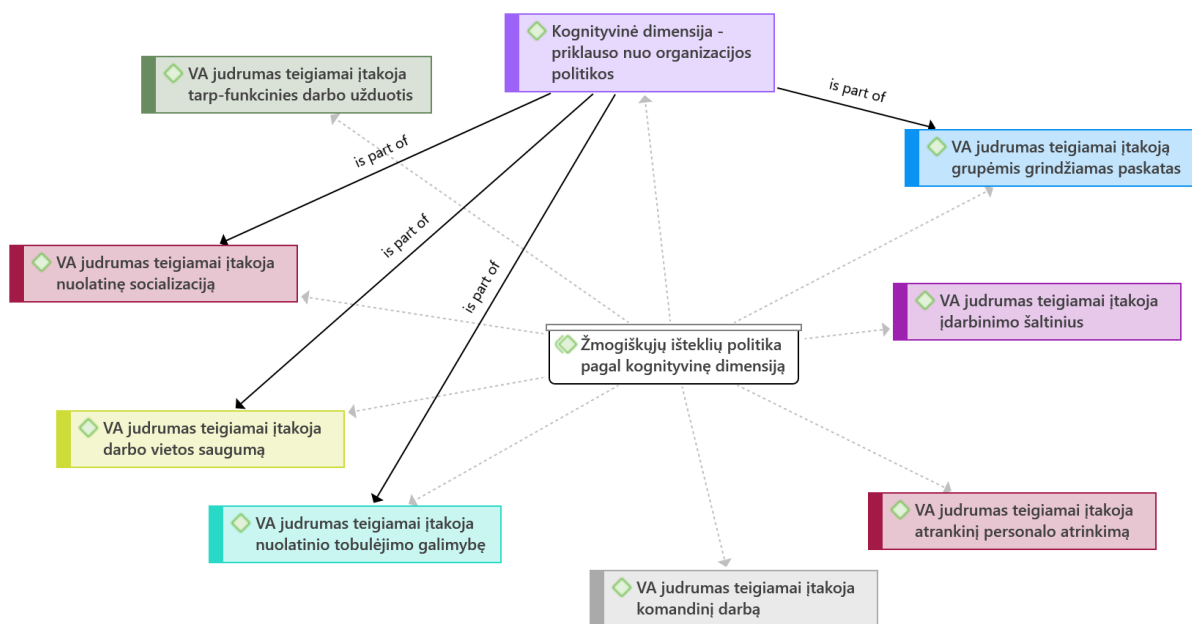 Kognityvinė dimensija -
priklauso nuo organizacijos
politikos
VA judrumas teigiamai įtakoja
tarp-funkcinies darbo užduotis
is part of
VA judrumas teigiamai įtakoją
grupėmis grindžiamas paskatas
is part of
is part of
is part of
VA judrumas teigiamai įtakoja
nuolatinę socializaciją
VA judrumas teigiamai įtakoja
įdarbinimo šaltinius
Žmogiškųjų išteklių politika
pagal kognityvinę dimensiją
VA judrumas teigiamai įtakoja
darbo vietos saugumą
VA judrumas teigiamai įtakoja
atrankinį personalo atrinkimą
VA judrumas teigiamai įtakoja
nuolatinio tobulėjimo galimybę
VA judrumas teigiamai įtakoja
komandinį darbą